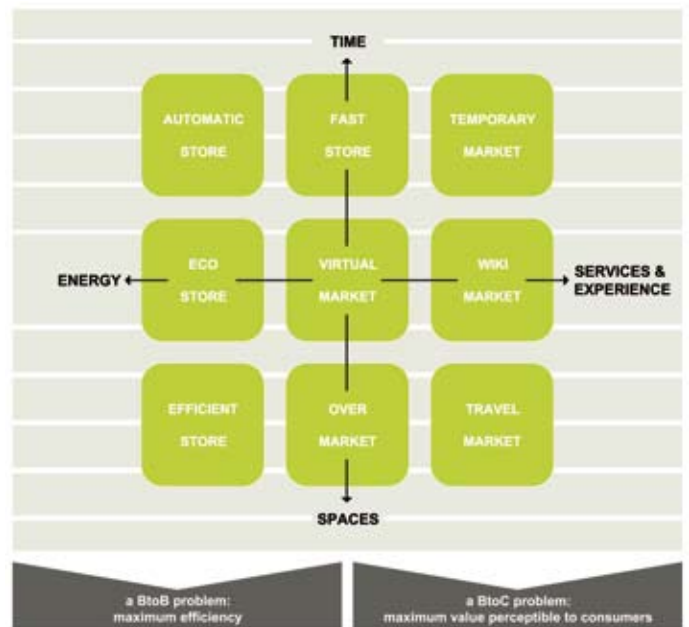 TIME
AUTOMATIC
STORE
FAST
STORE
TEMPORARY
MARKET
ENERGY
ECO
STORE
VIRTUAL
MARKET
WIKI
MARKET
SERVICES &
EXPERIENCE
EFFICIENT
STORE
OVER
MARKET
TRAVEL
MARKET
SPACES
a BtoB problem:
maximum efficiency
a BtoC problem:
maximum value perceptible to consumers